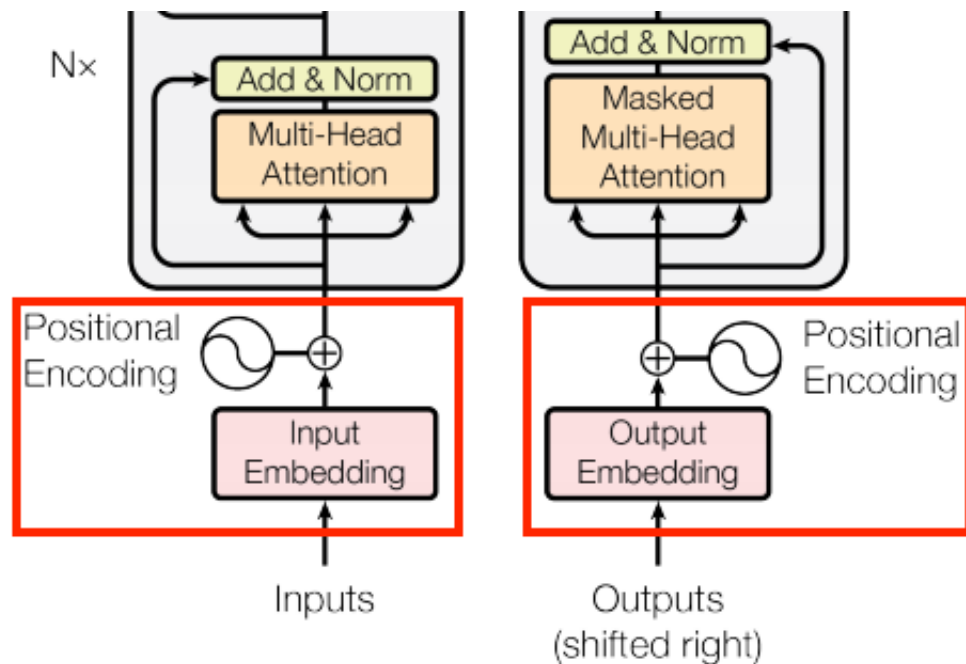 Nx
Add & Norm
Multi-Head
Attention
Positional
Encoding
Input
Embedding
Inputs
Add & Norm
Masked
Multi-Head
Attention
Positional
Encoding
Output
Embedding
Outputs
(shifted right)